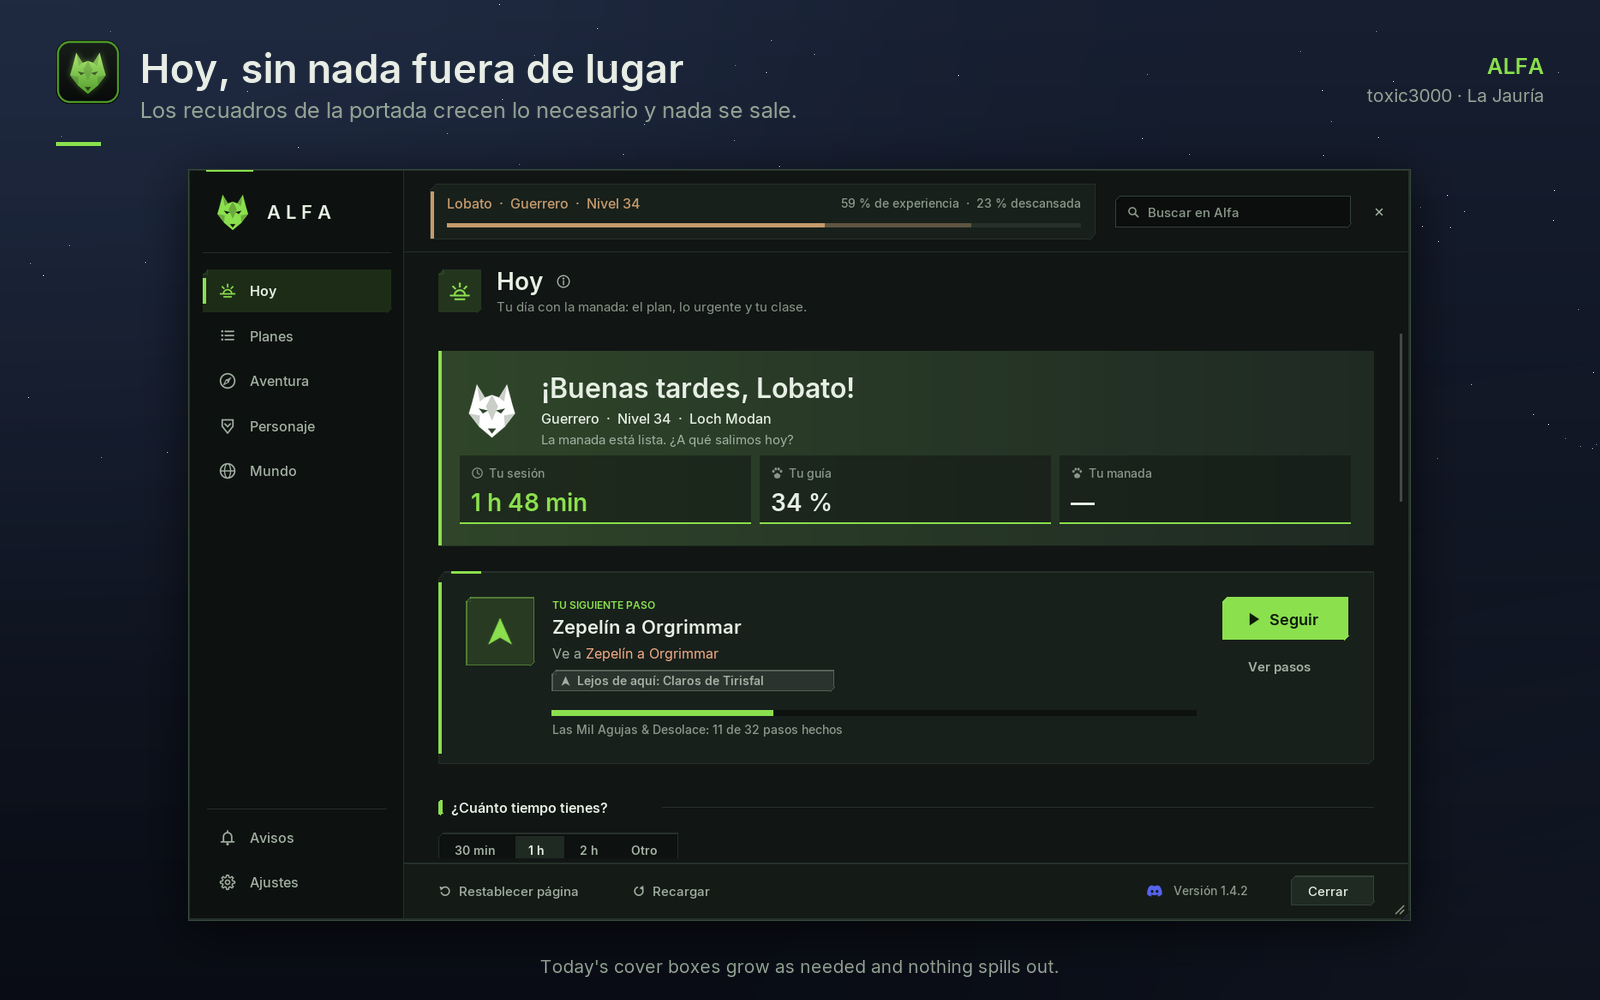 Hoy, sin nada fuera de lugar
Los recuadros de la portada crecen lo necesario y nada se sale.
ALFA
toxic3000 · La Jauría
ALFA
Lobato · Guerrero · Nivel 34
59 % de experiencia · 23 % descansada
Buscar en Alfa
×
Hoy
Planes
Aventura
Personaje
Mundo
Avisos
Ajustes
Hoy
Tu día con la manada: el plan, lo urgente y tu clase.
¡Buenas tardes, Lobato!
Guerrero · Nivel 34 · Loch Modan
La manada está lista. ¿A qué salimos hoy?
Tu sesión
1 h 48 min
Tu guía
34 %
Tu manada
—
TU SIGUIENTE PASO
Zepelín a Orgrimmar
Ve a Zepelín a Orgrimmar
Lejos de aquí: Claros de Tirisfal
Las Mil Agujas & Desolace: 11 de 32 pasos hechos
Seguir
Ver pasos
¿Cuánto tiempo tienes?
30 min
1 h
2 h
Otro
Restablecer página
Recargar
Versión 1.4.2
Cerrar
Today's cover boxes grow as needed and nothing spills out.